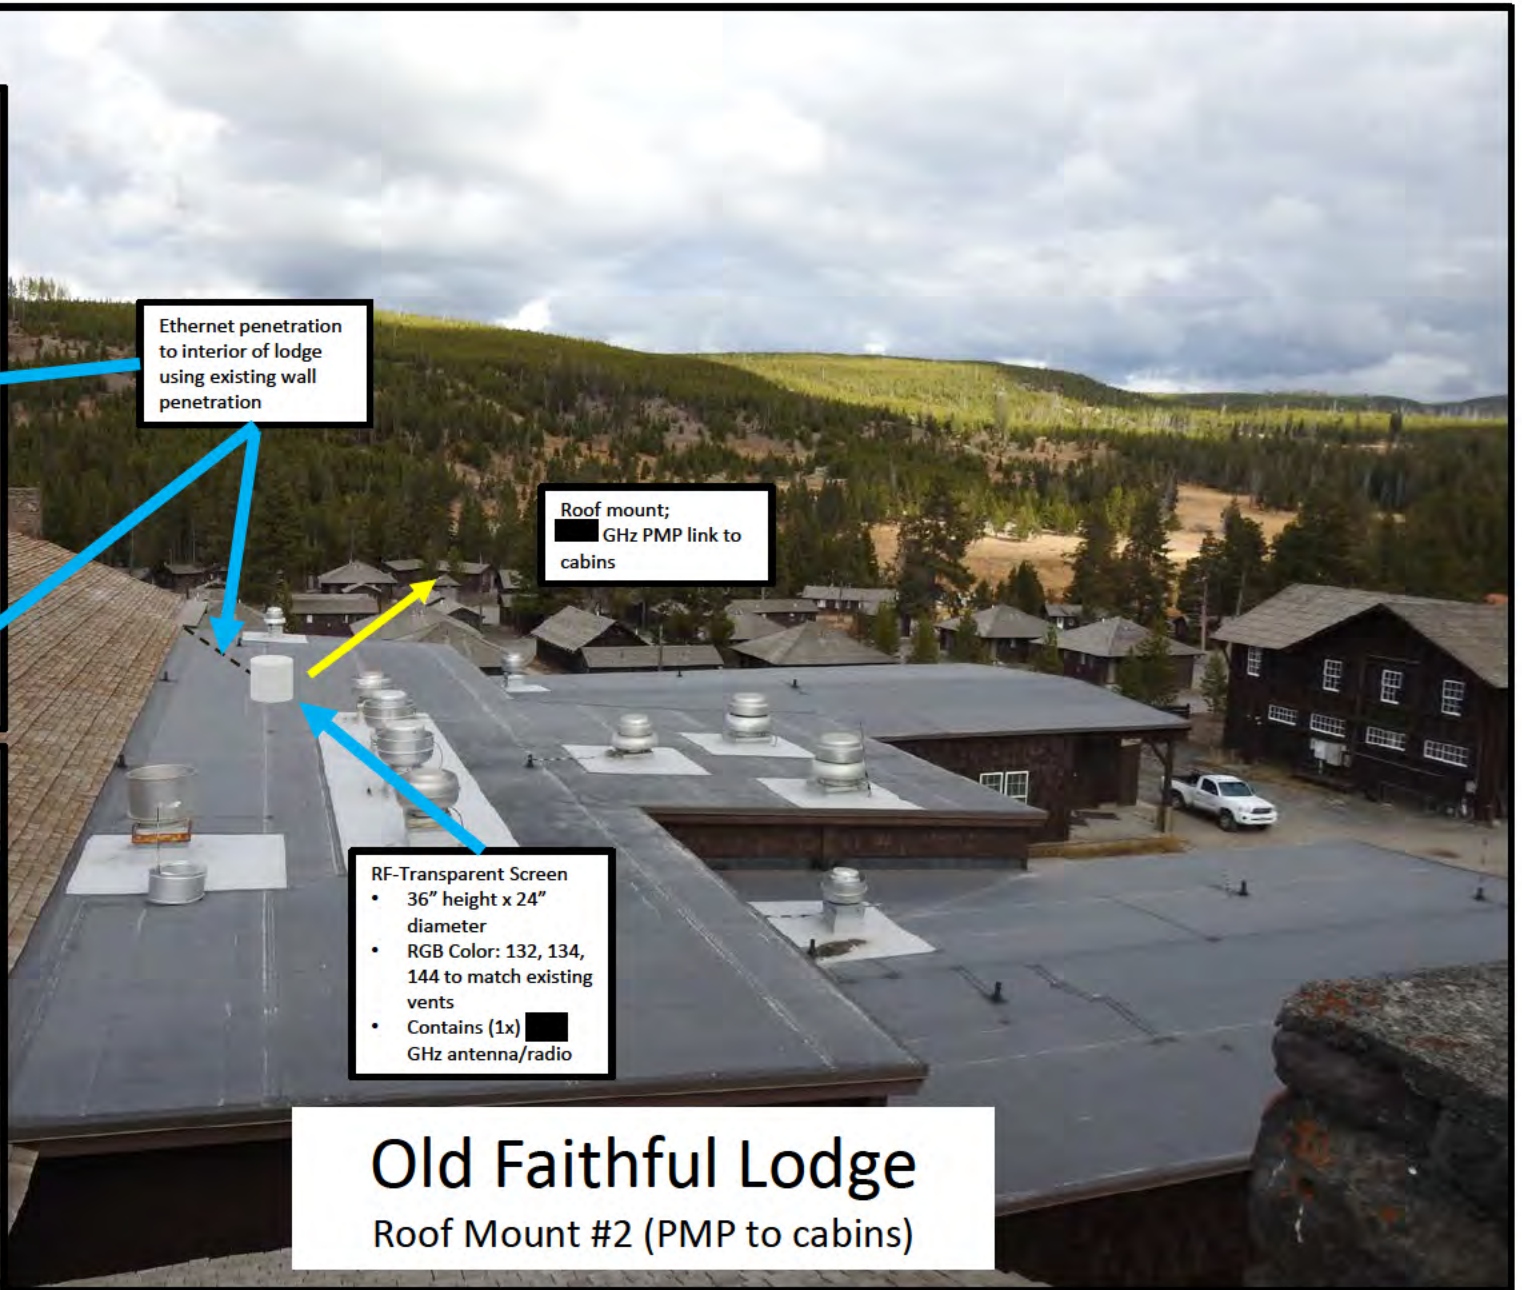 Ethernet penetration
to interior of lodge
using existing wall
penetration
Roof mount;
GHz PMP link to
cabins
RF-Transparent Screen
• 36” height x 24”
diameter
• RGB Color: 132, 134,
144 to match existing
vents
• Contains (1x)
GHz antenna/radio
Old Faithful Lodge
Roof Mount #2 (PMP to cabins)